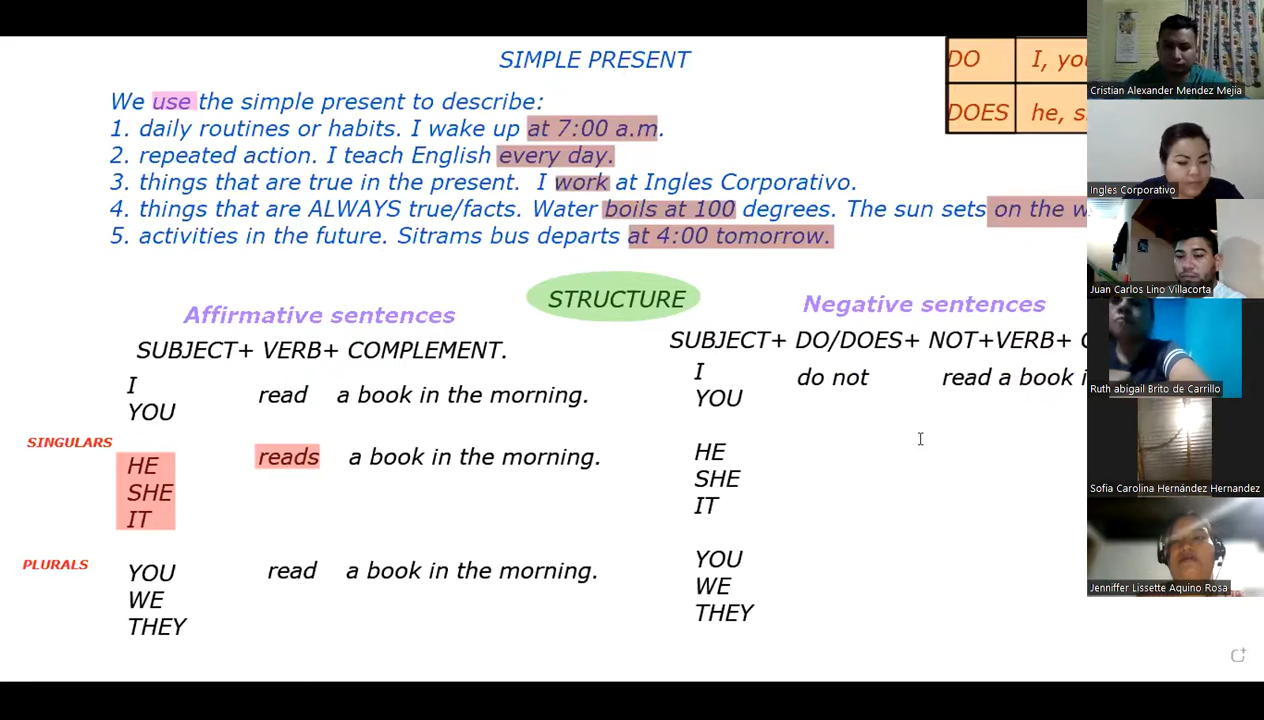 SIMPLE PRESENT
We use the simple present to describe:
1. daily routines or habits. I wake up at 7:00 a.m.
2. repeated action. I teach English every day.
3. things that are true in the present.  I work at Ingles Corporativo.
4. things that are ALWAYS true/facts. Water boils at 100 degrees. The sun sets on the
5. activities in the future. Sitrams bus departs at 4:00 tomorrow.
DO I,
DOES he,
STRUCTURE
Affirmative sentences
SUBJECT+ VERB+ COMPLEMENT.
I
YOU
read a book in the morning.
SINGULARS
HE
SHE
IT
reads a book in the morning.
PLURALS
YOU
WE
THEY
read a book in the morning.
Negative sentences
SUBJECT+ DO/DOES+ NOT+VERB+
I
YOU
do not read a book
HE
SHE
IT
YOU
WE
THEY
Cristian Alexander Mendez Mejia
Ingles Corporativo
Juan Carlos Lino Villacorta
Ruth abigail Brito de Carrillo
Sofia Carolina Hernández Hernandez
Jenniffer Lissette Aquino Rosa